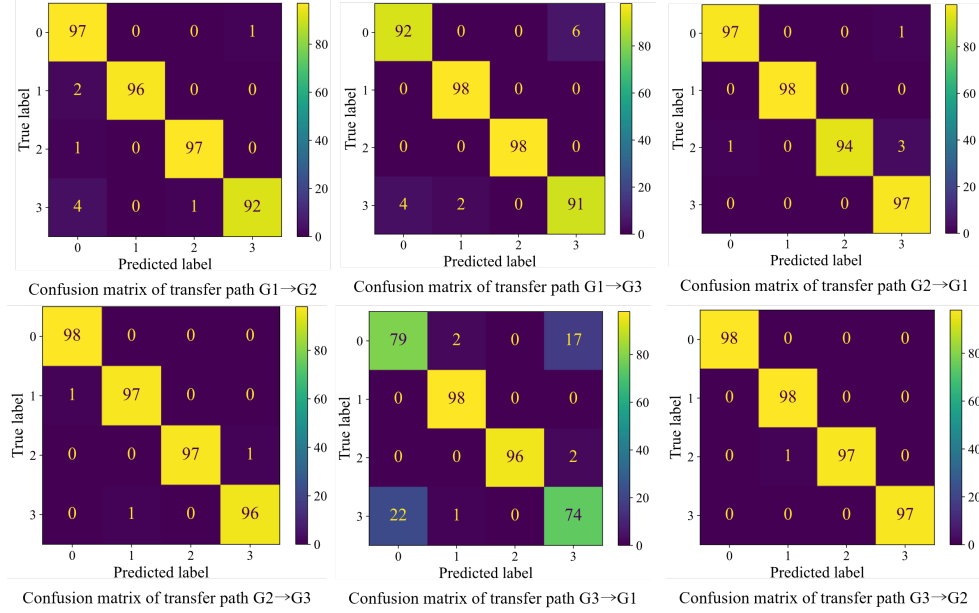 0 97 0 0 1
1 2 96 0 0
2 1 0 97 0
3 4 0 1 92
0 1 2 3
True label
Predicted label
80
60
40
20
0
Confusion matrix of transfer path G1→G2
0 92 0 0 6
1 0 98 0 0
2 0 0 98 0
3 4 2 0 91
0 1 2 3
True label
Predicted label
80
60
40
20
0
Confusion matrix of transfer path G1→G3
0 97 0 0 1
1 0 98 0 0
2 1 0 94 3
3 0 0 0 97
0 1 2 3
True label
Predicted label
80
60
40
20
0
Confusion matrix of transfer path G2→G1
0 98 0 0 0
1 1 97 0 0
2 0 0 97 1
3 0 1 0 96
0 1 2 3
True label
Predicted label
80
60
40
20
0
Confusion matrix of transfer path G2→G3
0 79 2 0 17
1 0 98 0 0
2 0 0 96 2
3 22 1 0 74
0 1 2 3
True label
Predicted label
80
60
40
20
0
Confusion matrix of transfer path G3→G1
0 98 0 0 0
1 0 98 0 0
2 0 1 97 0
3 0 0 0 97
0 1 2 3
True label
Predicted label
80
60
40
20
0
Confusion matrix of transfer path G3→G2